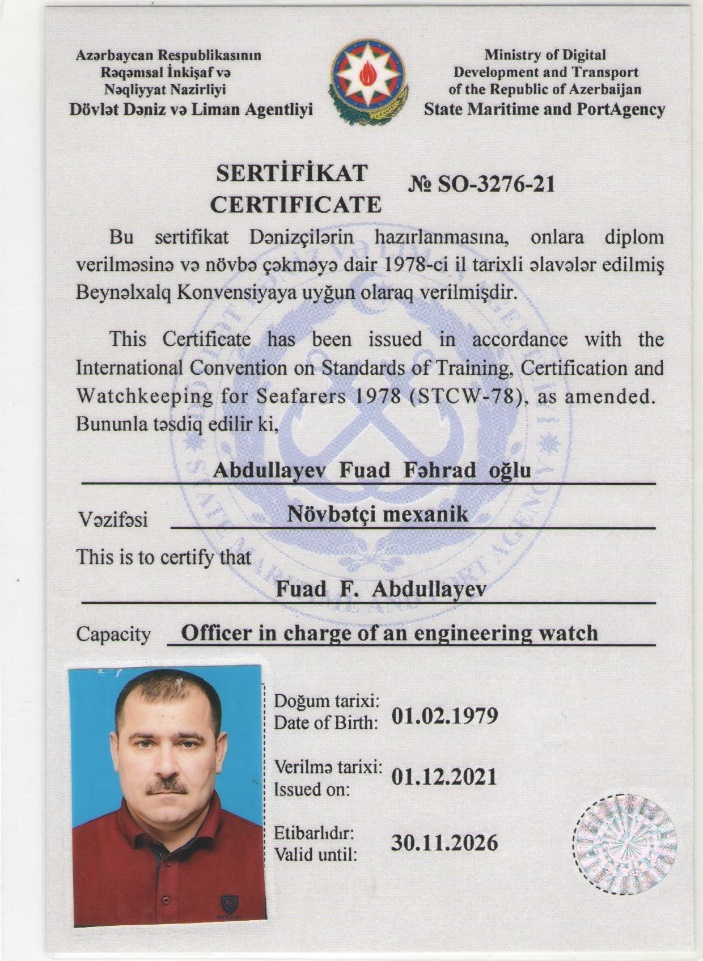 Azərbaycan Respublikasının
Rəqəmsal İnkişaf və
Nəqliyyat Nazirliyi
Dövlət Dəniz və Liman Agentliyi
Ministry of Digital
Development and Transport
of the Republic of Azerbaijan
State Maritime and PortAgency
SERTİFİKAT
CERTIFICATE
№ SO-3276-21
Bu sertifikat Dənizçilərin hazırlanmasına, onlara diplom
verilməsinə və növbə çəkməyə dair 1978-ci il tarixli əlavələr edilmiş
Beynəlxalq Konvensiyaya uyğun olaraq verilmişdir.
This Certificate has been issued in accordance with the
International Convention on Standards of Training, Certification and
Watchkeeping for Seafarers 1978 (STCW-78), as amended.
Bununla təsdiq edilir ki,
Abdullayev Fuad Fəhrad oğlu
Vəzifəsi Növbətçi mexanik
This is to certify that
Fuad F. Abdullayev
Capacity Officer in charge of an engineering watch
Doğum tarixi:
Date of Birth: 01.02.1979
Verilmə tarixi:
Issued on: 01.12.2021
Etibarlıdır:
Valid until: 30.11.2026
STATE MARITIME AND PORT AGENCY